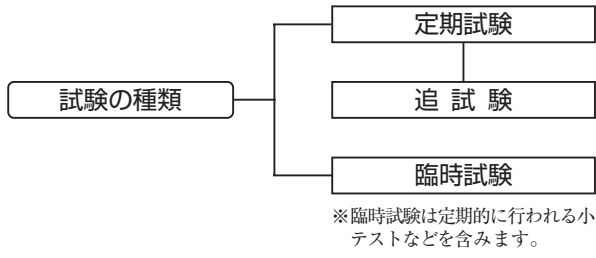 定期試験
試験の種類
追 試 験
臨時試験
※臨時試験は定期的に行われる小
テストなどを含みます。